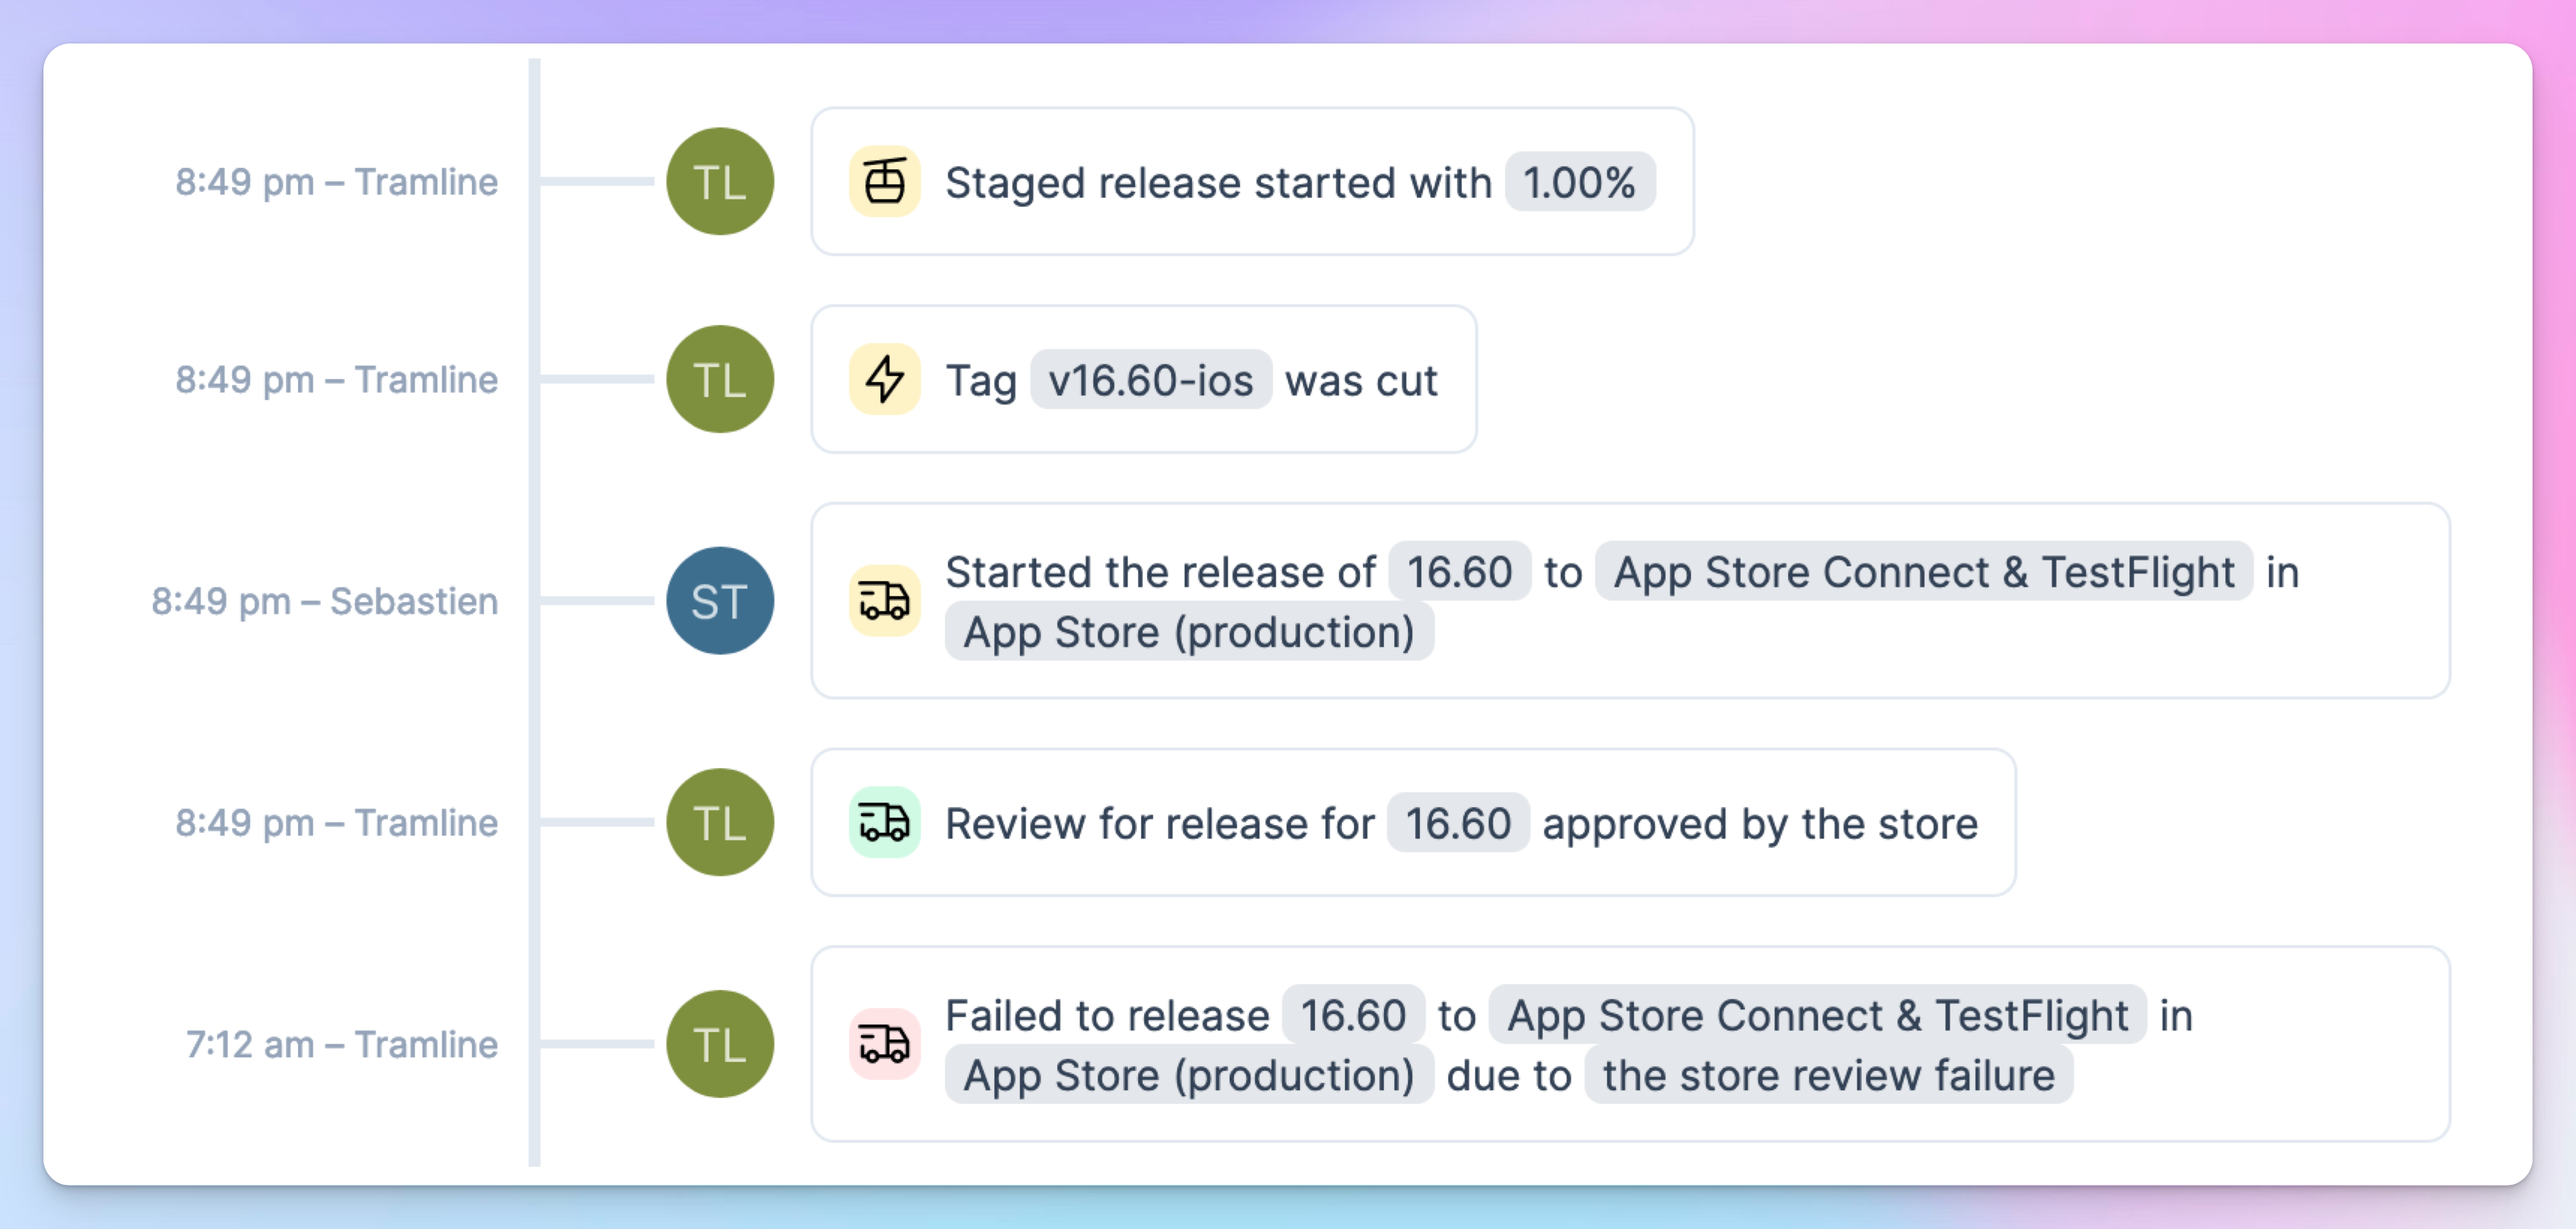 8:49 pm – Tramline
TL
Staged release started with 1.00%
8:49 pm – Tramline
TL
Tag v16.60-ios was cut
8:49 pm – Sebastien
ST
Started the release of 16.60 to App Store Connect & TestFlight in
App Store (production)
8:49 pm – Tramline
TL
Review for release for 16.60 approved by the store
7:12 am – Tramline
TL
Failed to release 16.60 to App Store Connect & TestFlight in
App Store (production) due to the store review failure